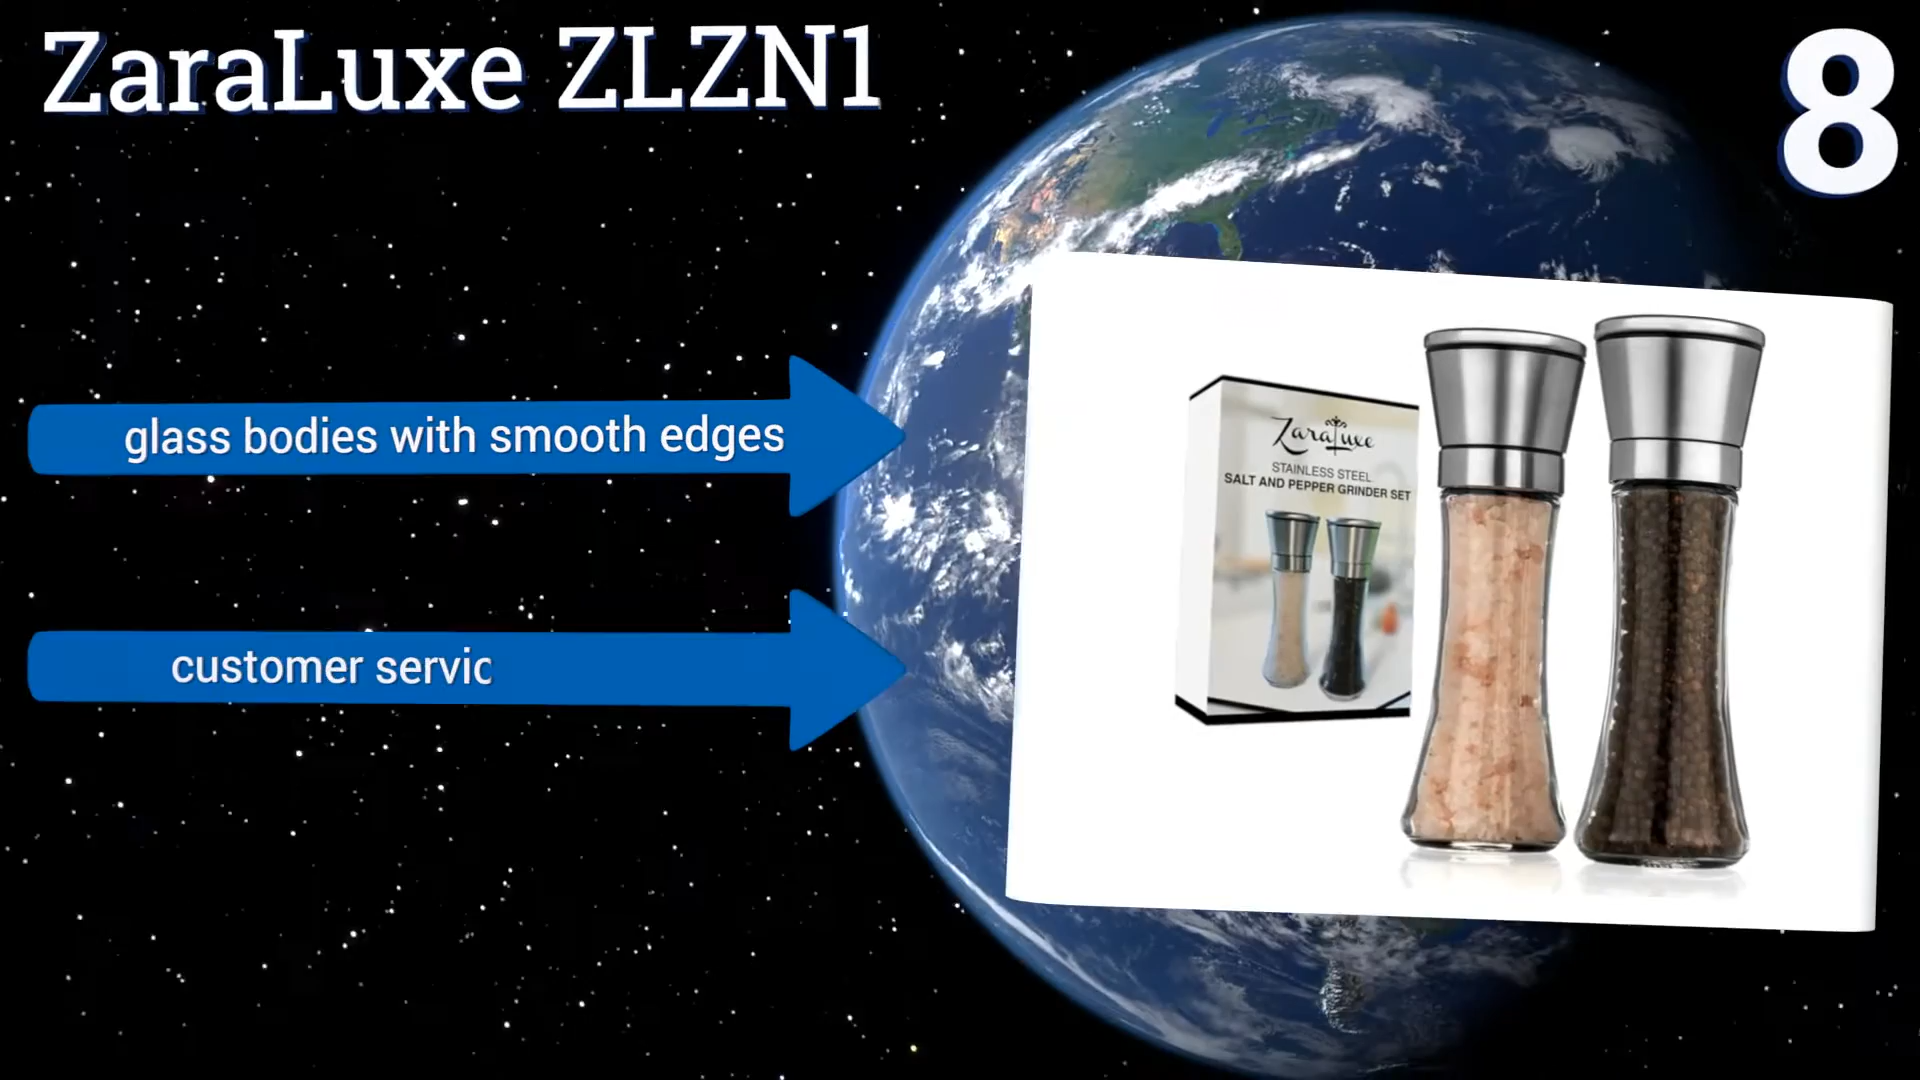 ZaraLuxe ZLZN1
8
glass bodies with smooth edges
customer servic
ZaraLuxe
STAINLESS STEEL
SALT AND PEPPER GRINDER SET